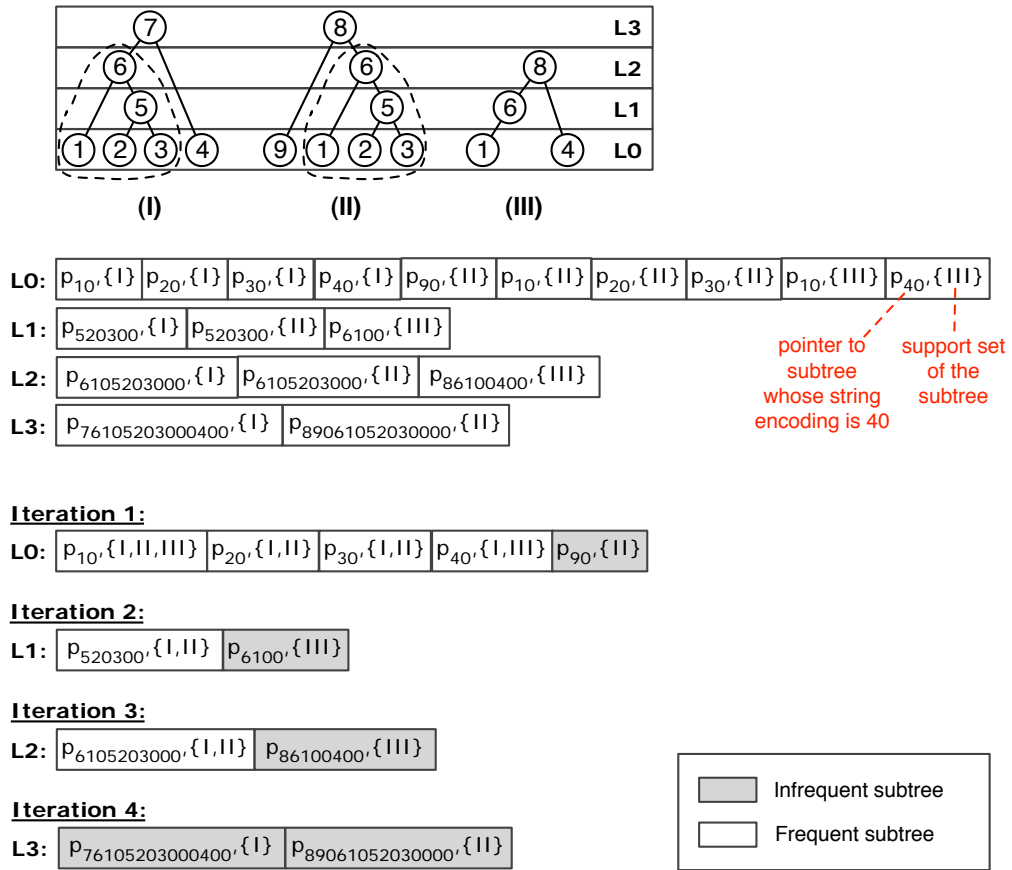 7 8 L3
6 6 8 L2
5 5 6 L1
1 2 3 4 9 1 2 3 1 4 L0
(I) (II) (III)
L0: p10,{I} p20,{I} p30,{I} p40,{I} p90,{II} p10,{II} p20,{II} p30,{II} p10,{III} p40,{III}
L1: p520300,{I} p520300,{II} p6100,{III}
L2: p6105203000,{I} p6105203000,{II} p86100400,{III}
L3: p76105203000400,{I} p89061052030000,{II}
pointer to
subtree
whose string
encoding is 40
support set
of the
subtree
Iteration 1:
L0: p10,{I,II,III} p20,{I,II} p30,{I,II} p40,{I,III} p90,{II}
Iteration 2:
L1: p520300,{I,II} p6100,{III}
Iteration 3:
L2: p6105203000,{I,II} p86100400,{III}
Iteration 4:
L3: p76105203000400,{I} p89061052030000,{II}
Infrequent subtree
Frequent subtree